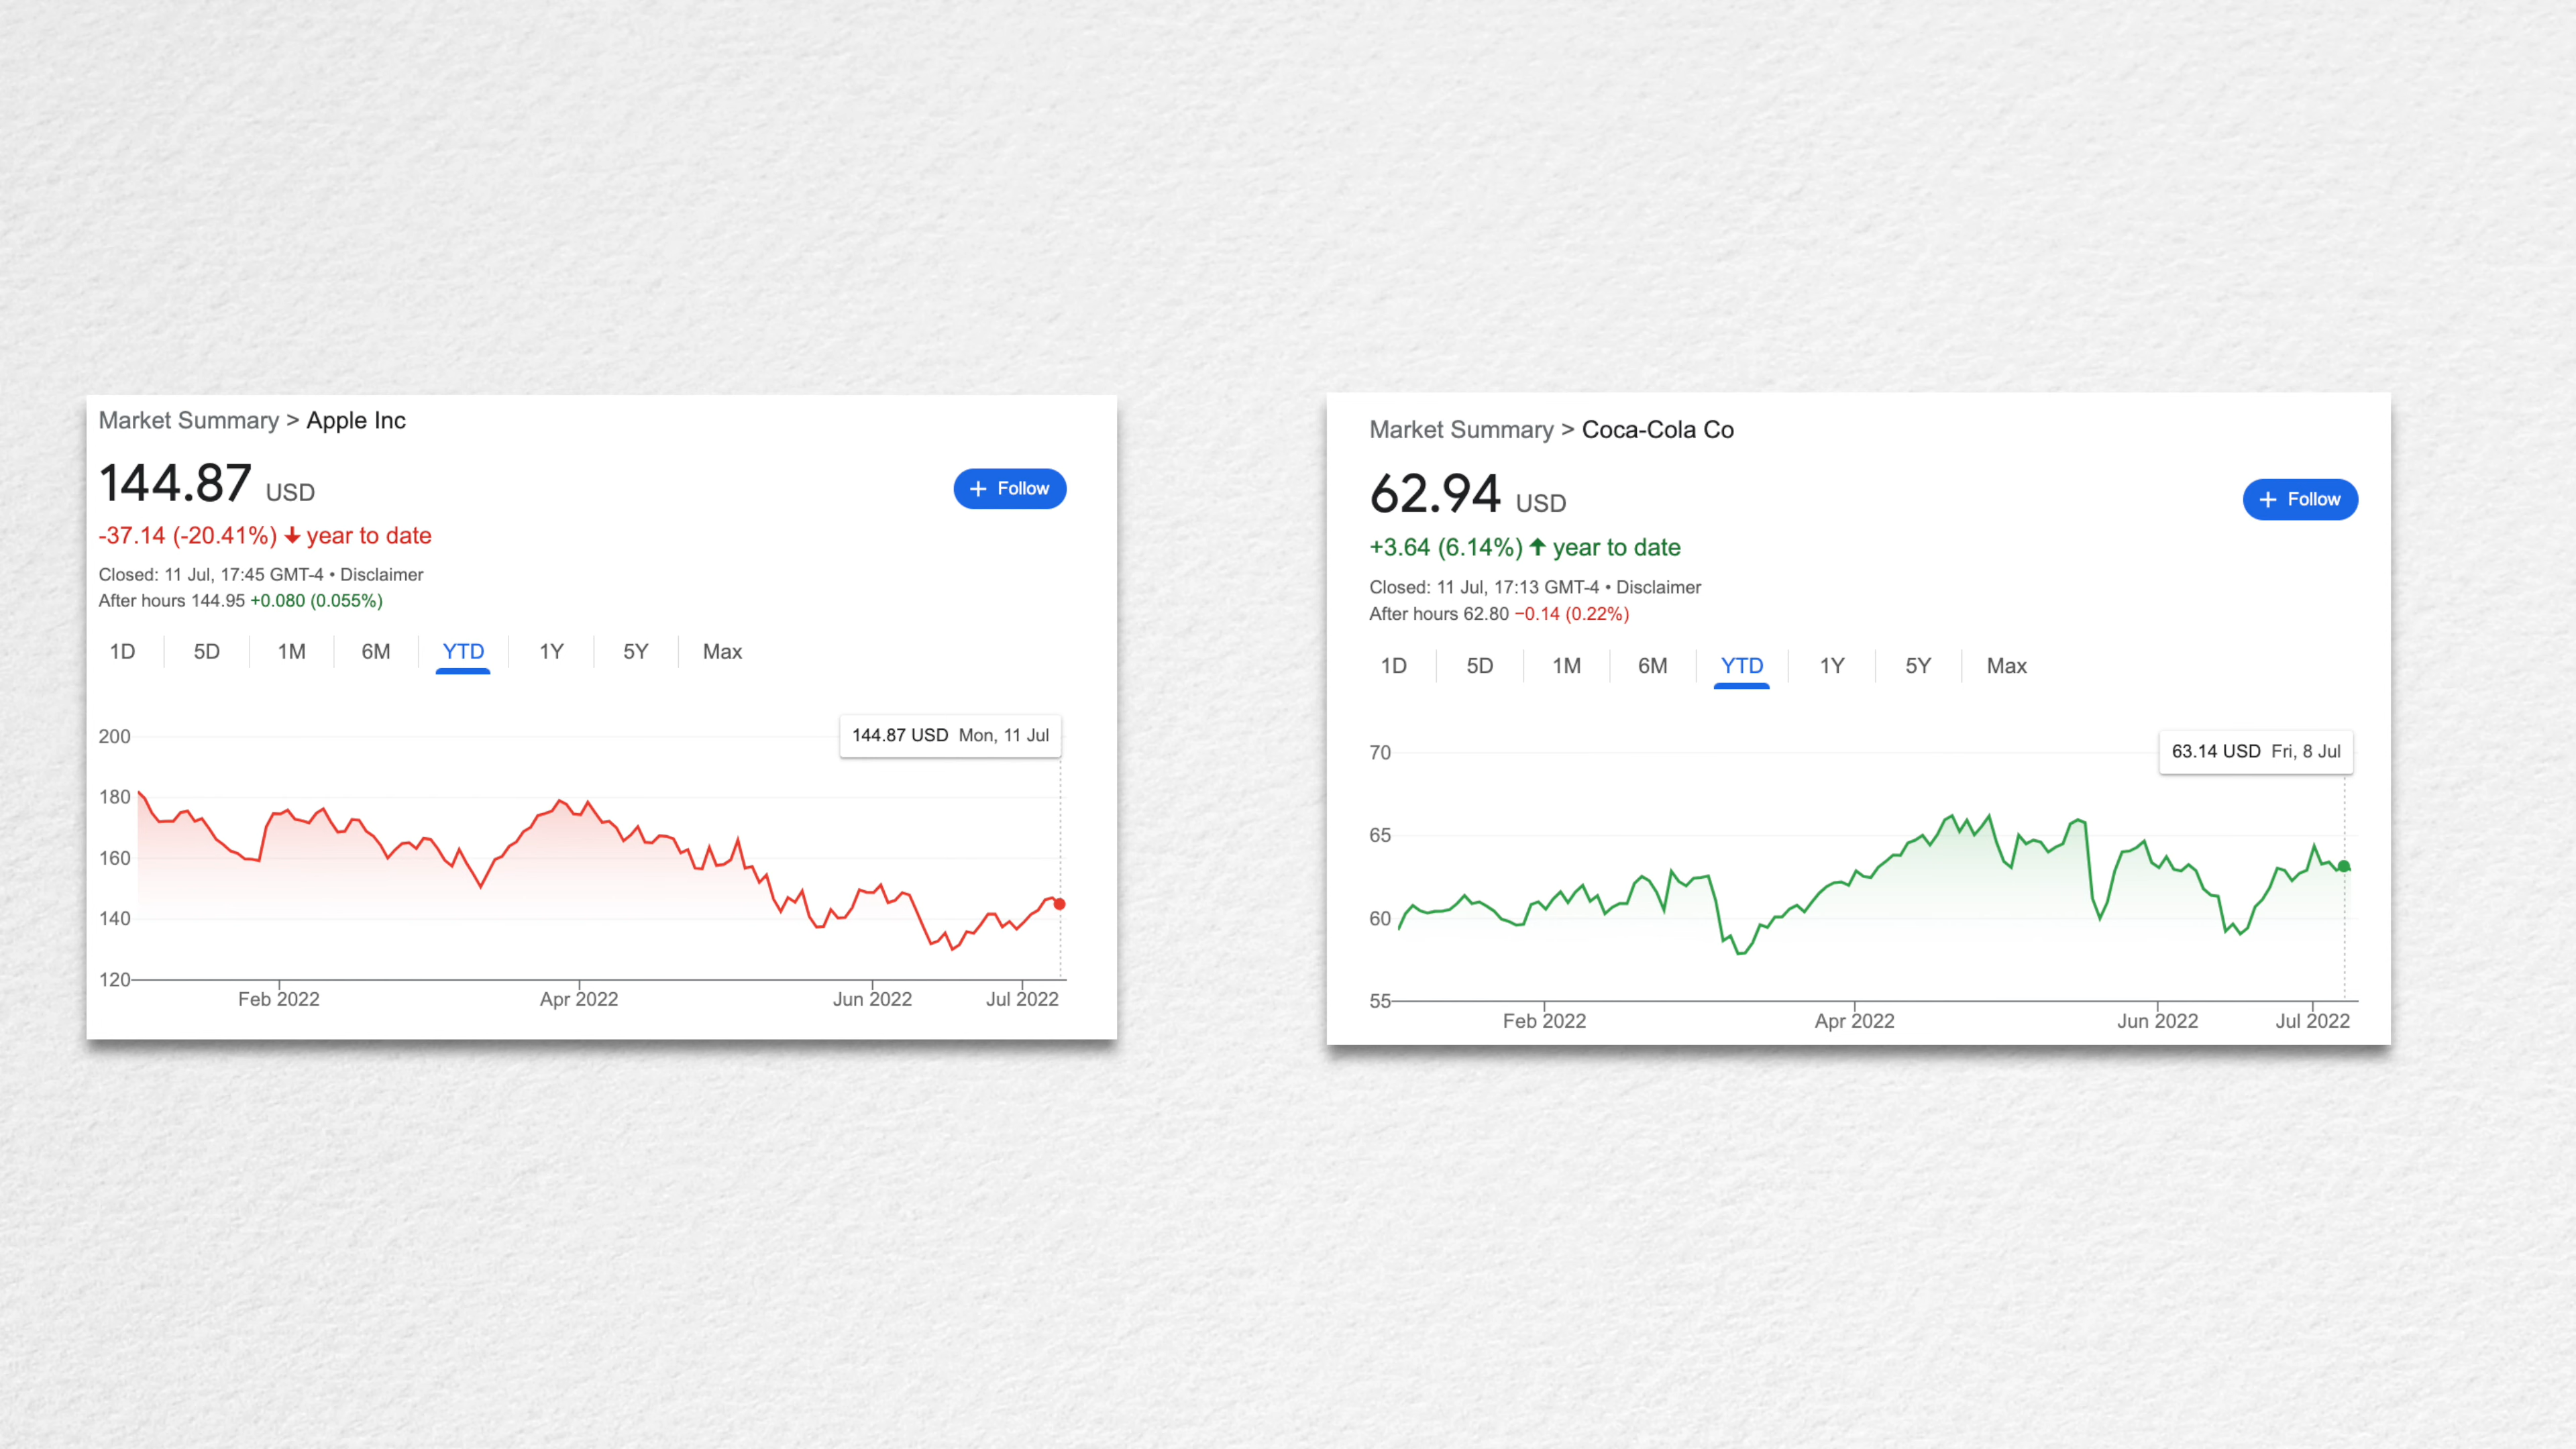 Market Summary > Apple Inc
144.87 USD
+ Follow
-37.14 (-20.41%) ↓ year to date
Closed: 11 Jul, 17:45 GMT-4 • Disclaimer
After hours 144.95 +0.080 (0.055%)
1D 5D 1M 6M YTD 1Y 5Y Max
144.87 USD Mon, 11 Jul
200
180
160
140
120
Feb 2022 Apr 2022 Jun 2022 Jul 2022
Market Summary > Coca-Cola Co
62.94 USD
+ Follow
+3.64 (6.14%) ↑ year to date
Closed: 11 Jul, 17:13 GMT-4 • Disclaimer
After hours 62.80 −0.14 (0.22%)
1D 5D 1M 6M YTD 1Y 5Y Max
63.14 USD Fri, 8 Jul
70
65
60
55
Feb 2022 Apr 2022 Jun 2022 Jul 2022